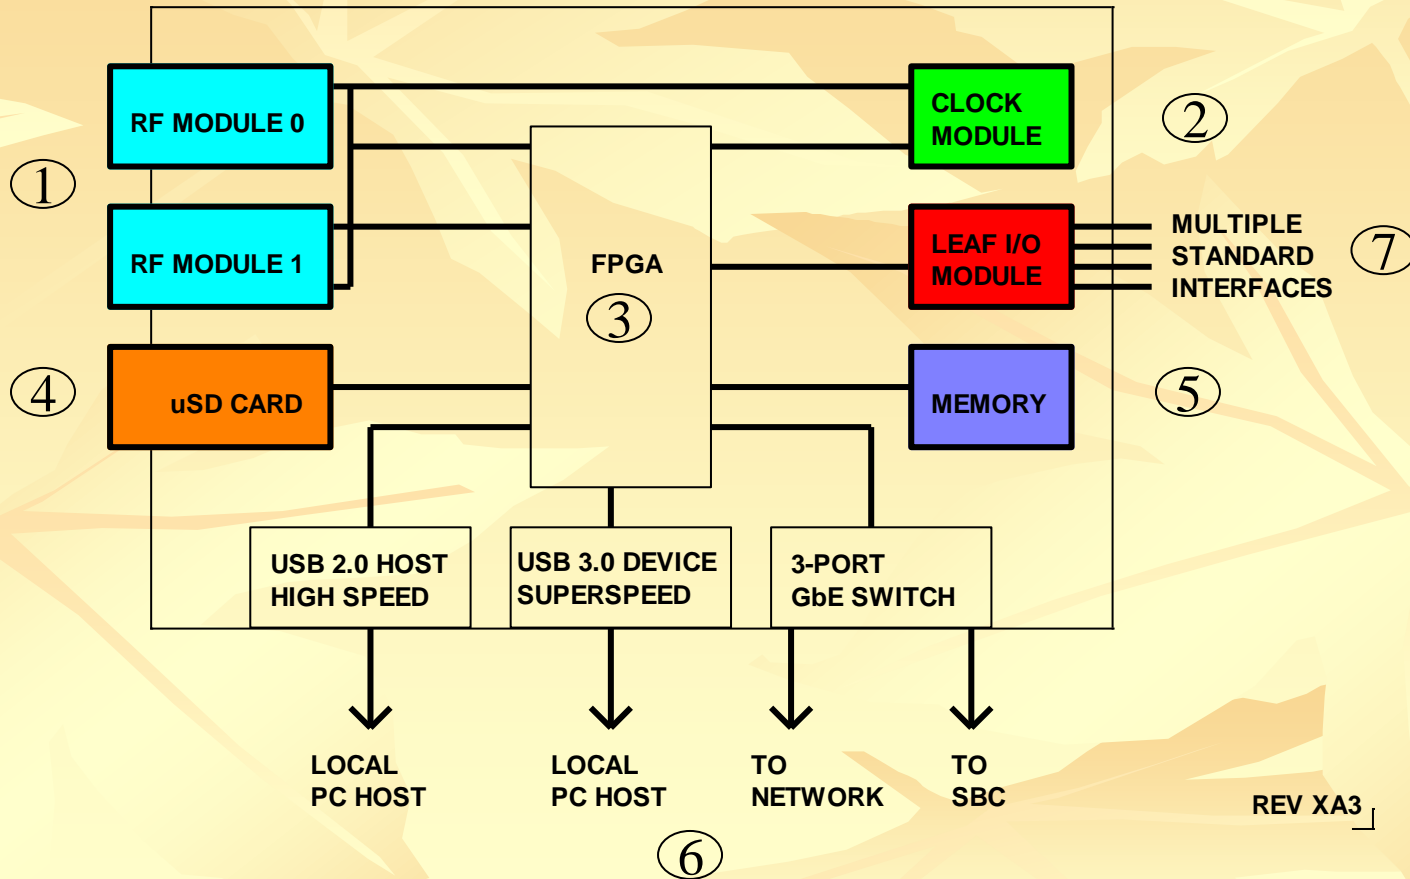 RF MODULE 0
CLOCK
MODULE
②
①
RF MODULE 1
FPGA
③
LEAF I/O
MODULE
MULTIPLE
STANDARD
INTERFACES
⑦
④
uSD CARD
MEMORY
⑤
USB 2.0 HOST
HIGH SPEED
USB 3.0 DEVICE
SUPERSPEED
3-PORT
GbE SWITCH
LOCAL
PC HOST
LOCAL
PC HOST
TO
NETWORK
TO
SBC
REV XA3
⑥